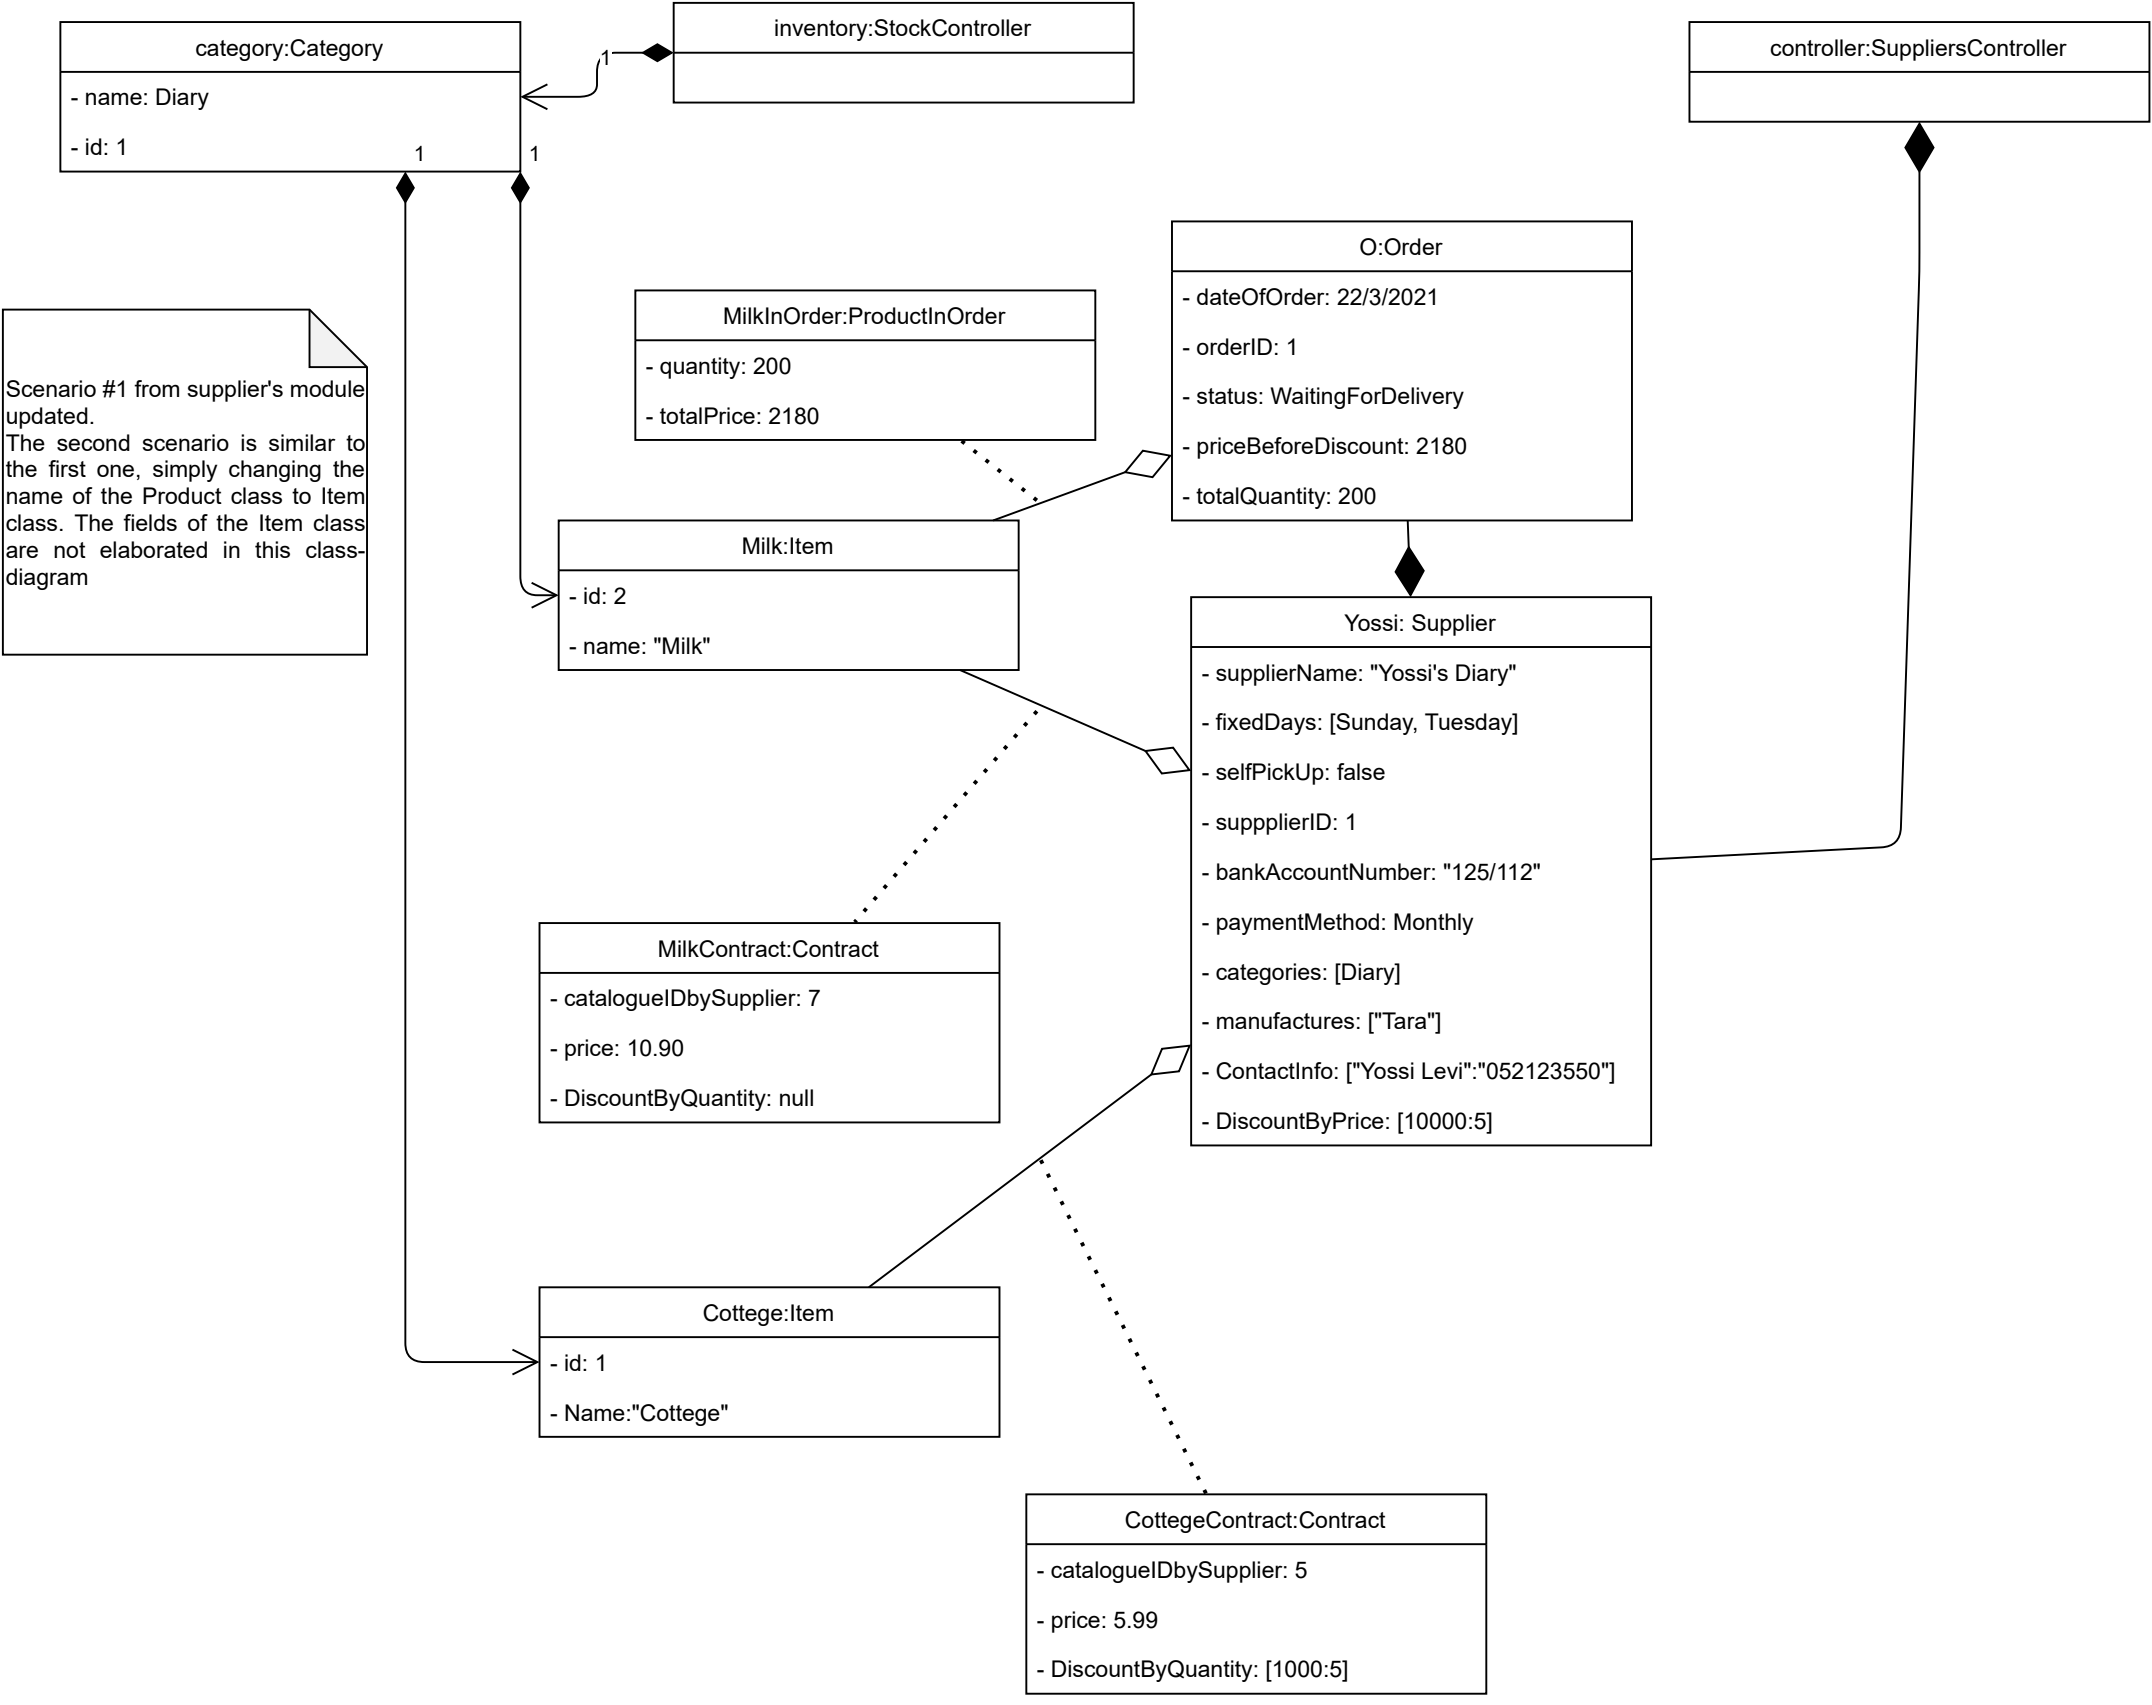 inventory:StockController
category:Category
- name: Diary
- id: 1
1
1
1
controller:SuppliersController
O:Order
- dateOfOrder: 22/3/2021
- orderID: 1
- status: WaitingForDelivery
- priceBeforeDiscount: 2180
- totalQuantity: 200
MilkInOrder:ProductInOrder
- quantity: 200
- totalPrice: 2180
Scenario #1 from supplier's module
updated.
The second scenario is similar to
the first one, simply changing the
name of the Product class to Item
class. The fields of the Item class
are not elaborated in this class-
diagram
Milk:Item
- id: 2
- name: "Milk"
Yossi: Supplier
- supplierName: "Yossi's Diary"
- fixedDays: [Sunday, Tuesday]
- selfPickUp: false
- suppplierID: 1
- bankAccountNumber: "125/112"
- paymentMethod: Monthly
- categories: [Diary]
- manufactures: ["Tara"]
- ContactInfo: ["Yossi Levi":"052123550"]
- DiscountByPrice: [10000:5]
MilkContract:Contract
- catalogueIDbySupplier: 7
- price: 10.90
- DiscountByQuantity: null
Cottege:Item
- id: 1
- Name:"Cottege"
CottegeContract:Contract
- catalogueIDbySupplier: 5
- price: 5.99
- DiscountByQuantity: [1000:5]